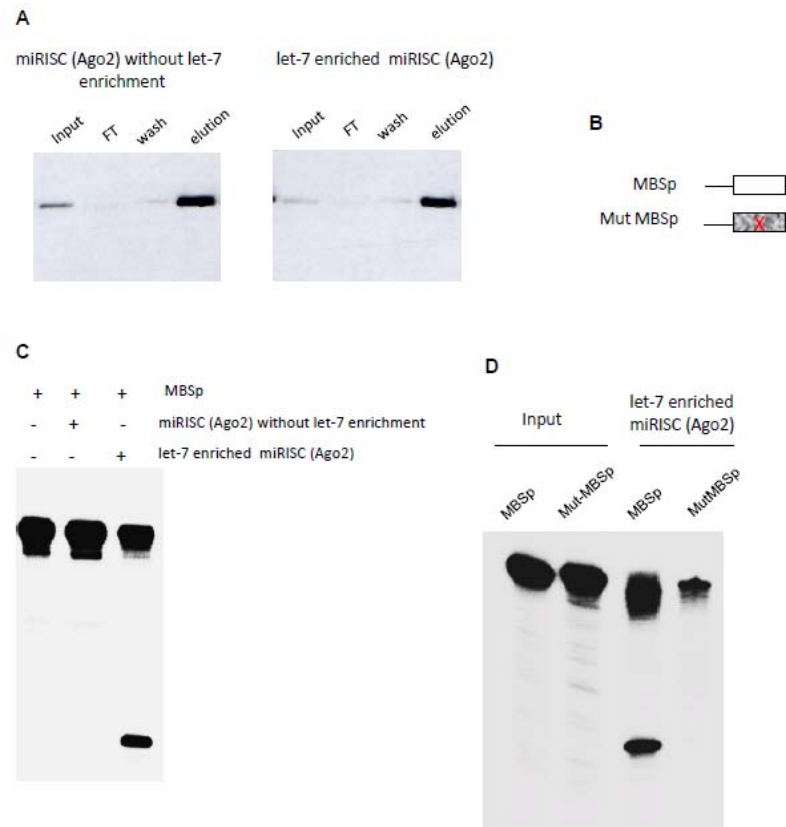 A
miRISC (Ago2) without let-7
enrichment
let-7 enriched miRISC (Ago2)
Input FT wash elution
Input FT wash elution
B
MBSp
Mut MBSp
X
C
+ + + MBSp
- + - miRISC (Ago2) without let-7 enrichment
- - + let-7 enriched miRISC (Ago2)
D
Input
let-7 enriched
miRISC (Ago2)
MBSp Mut-MBSp MBSp MutMBSp